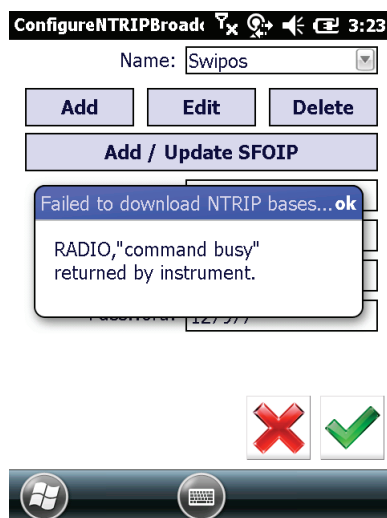 ConfigureNTRIPBroad 3:23
Name: Swipos
Add Edit Delete
Add / Update SFOIP
Failed to download NTRIP bases... ok
RADIO,"command busy"
returned by instrument.